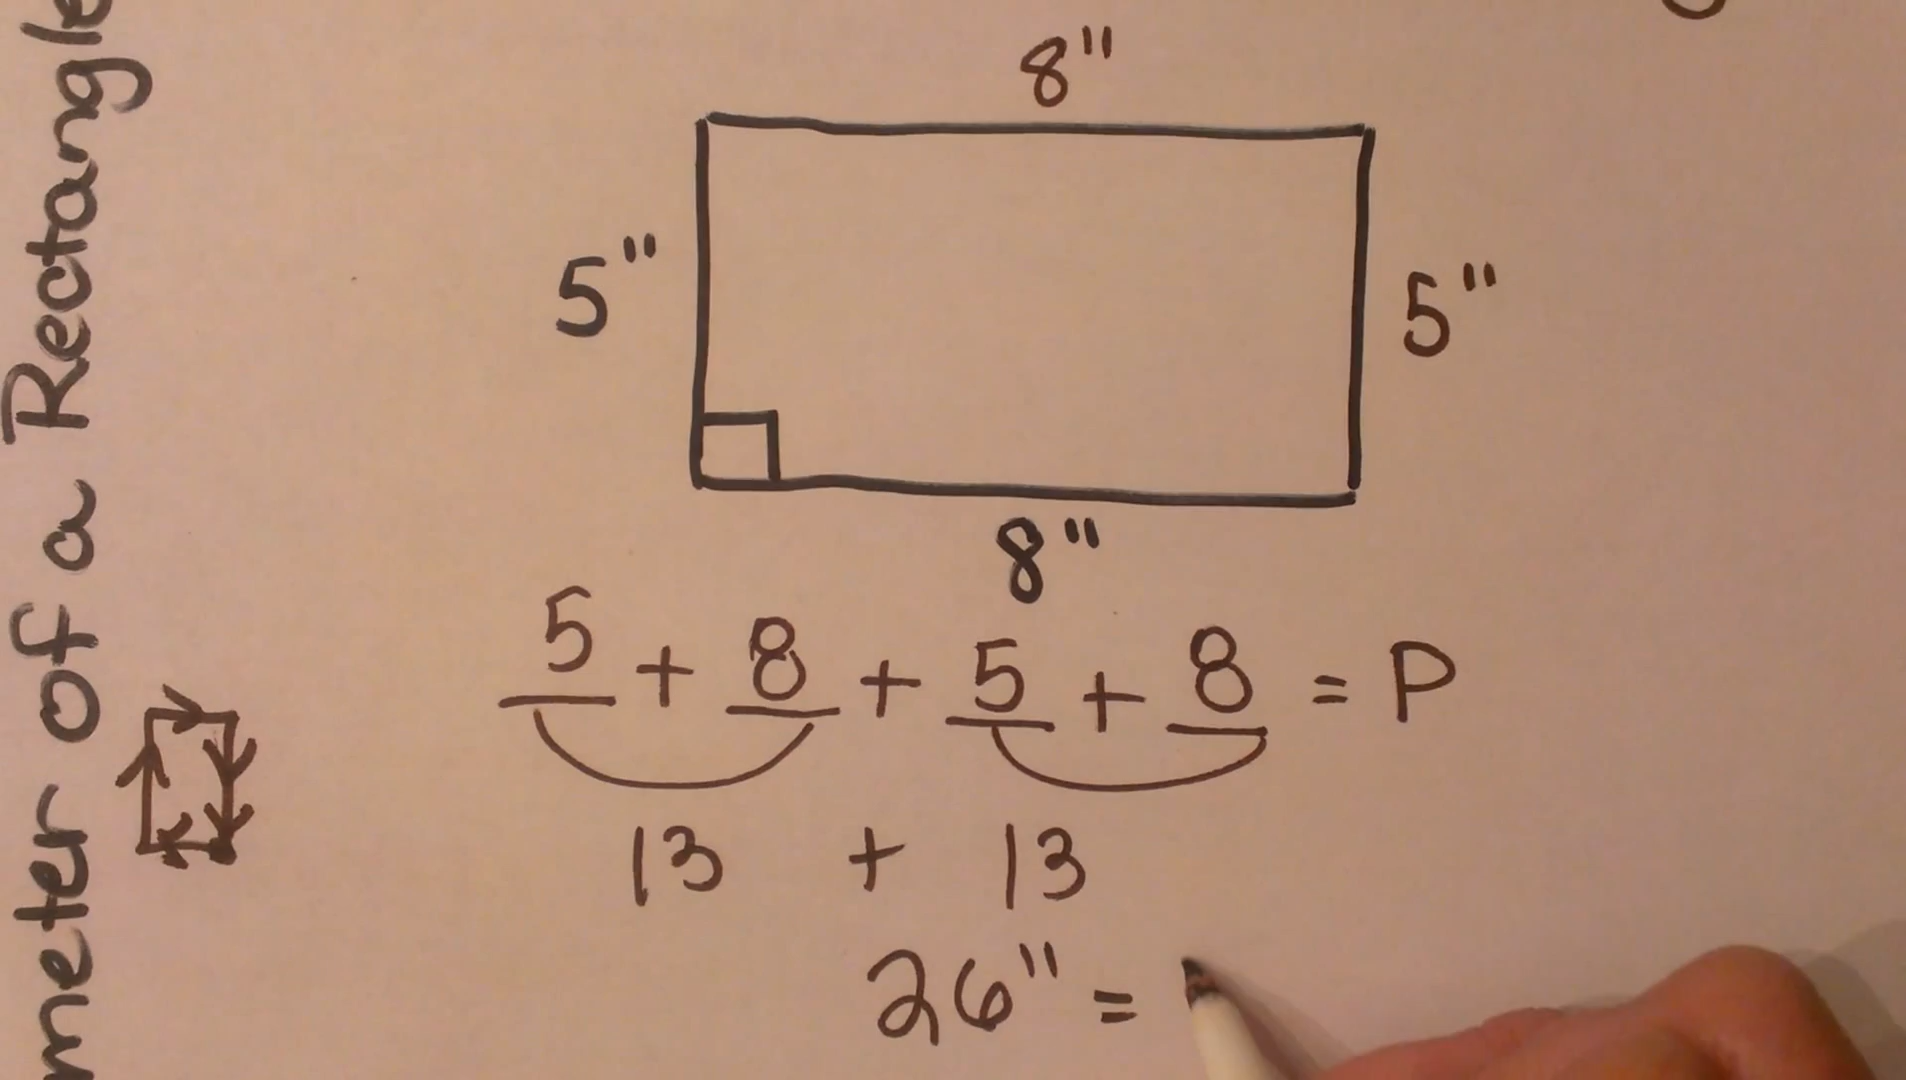 meter of a Rectangle
8"
5"
5"
8"
5 + 8 + 5 + 8 = P
13 + 13
26" =